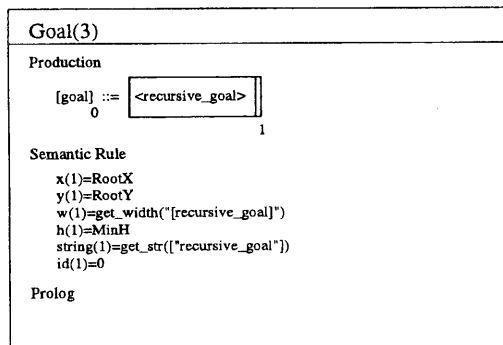 Goal(3)
Production
[goal] ::= <recursive_goal>
0
1
Semantic Rule
x(1)=RootX
y(1)=RootY
w(1)=get_width("[recursive_goal]")
h(1)=MinH
string(1)=get_str(["recursive_goal"])
id(1)=0
Prolog